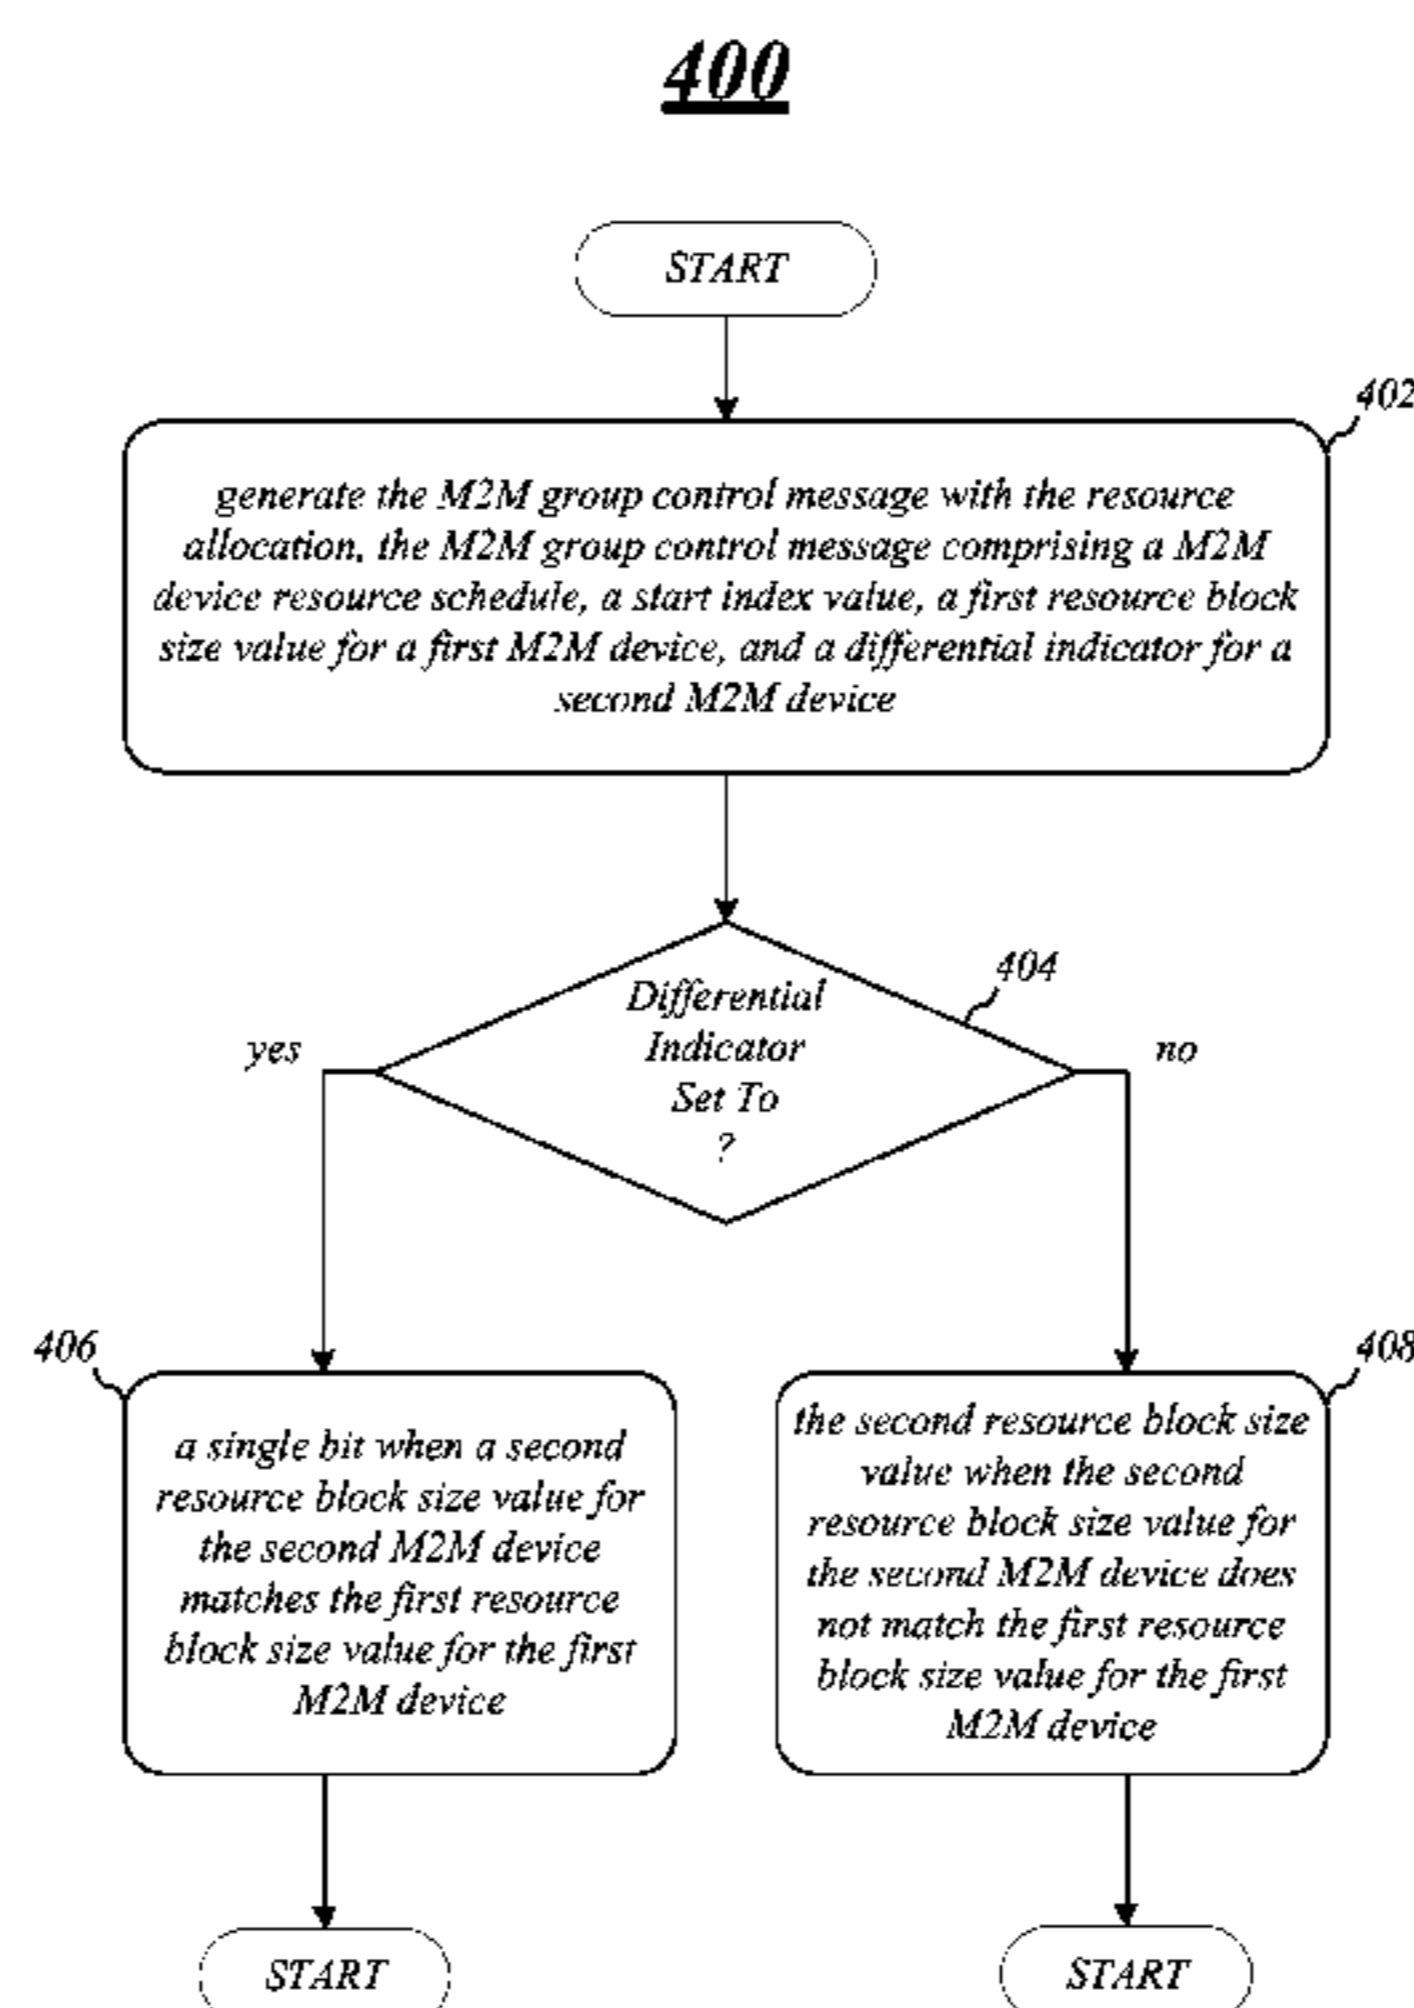 400
START
402
generate the M2M group control message with the resource
allocation, the M2M group control message comprising a M2M
device resource schedule, a start index value, a first resource block
size value for a first M2M device, and a differential indicator for a
second M2M device
404
Differential
Indicator
Set To
?
yes
no
406
a single bit when a second
resource block size value for
the second M2M device
matches the first resource
block size value for the first
M2M device
408
the second resource block size
value when the second
resource block size value for
the second M2M device does
not match the first resource
block size value for the first
M2M device
START
START